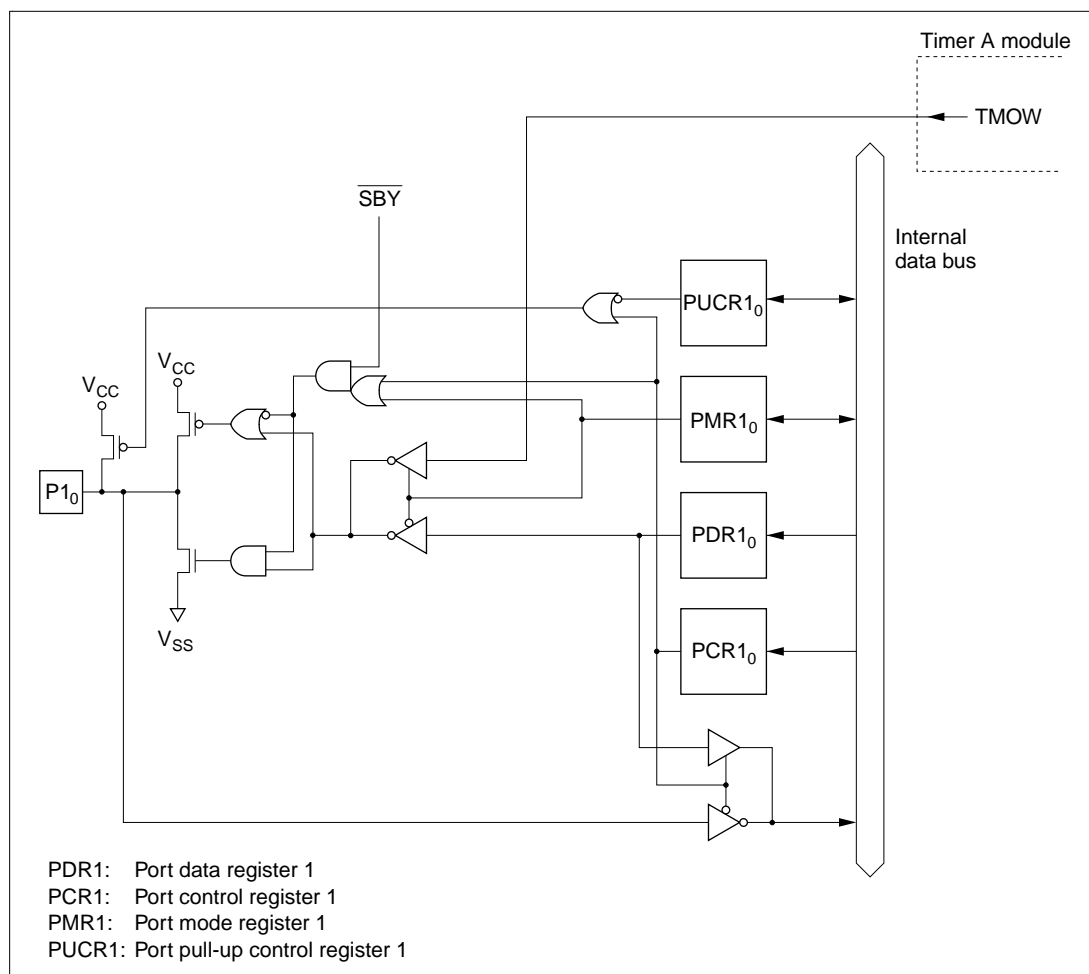 Timer A module
TMOW
S̅B̅Y̅
Internal
data bus
PUCR1₀
V_CC
V_CC
PMR1₀
P1₀
PDR1₀
V_SS
PCR1₀
PDR1: Port data register 1
PCR1: Port control register 1
PMR1: Port mode register 1
PUCR1: Port pull-up control register 1